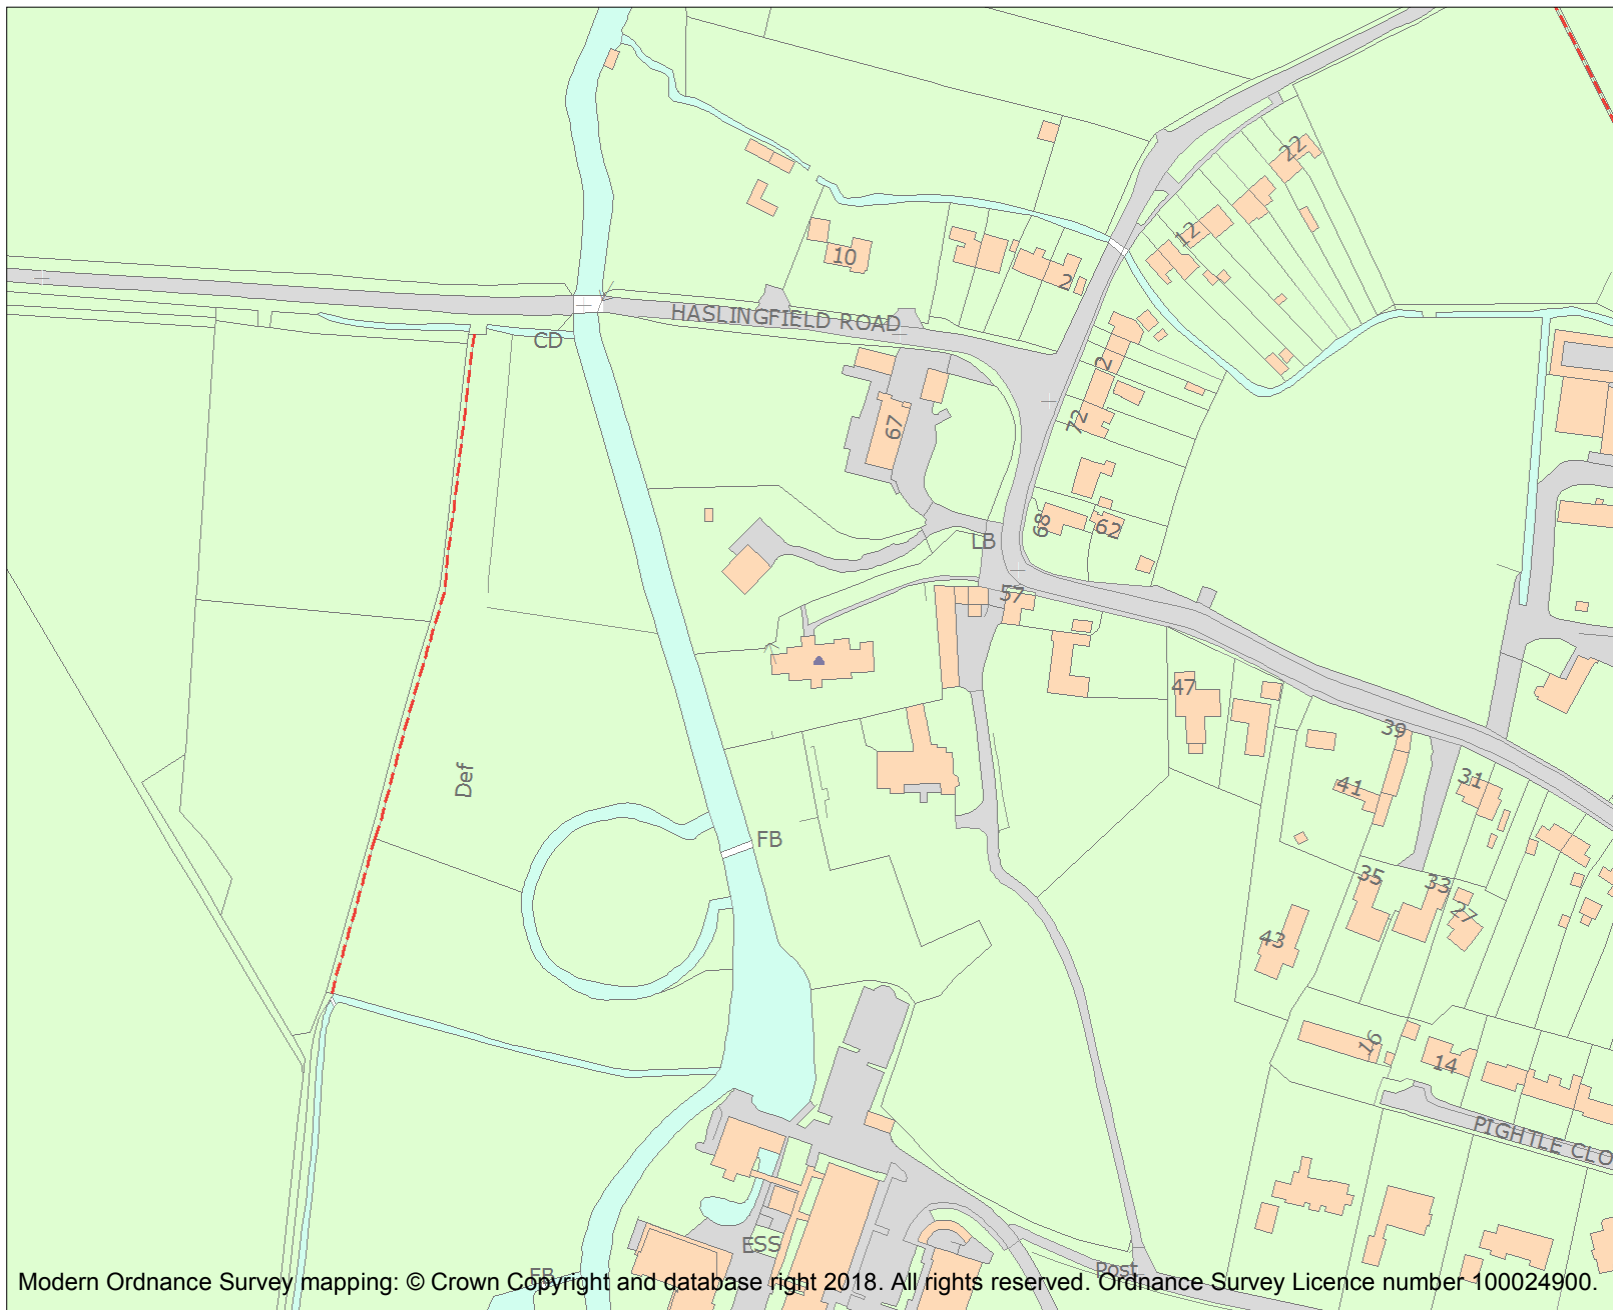 22
12
10
2
HASLINGFIELD ROAD
CD
2
72
67
68
62
LB
57
47
39
Def
31
41
FB
35
33
27
43
16
14
PIGHTLE CLO
ESS
Post
FB
Modern Ordnance Survey mapping: © Crown Copyright and database right 2018. All rights reserved. Ordnance Survey Licence number 100024900.